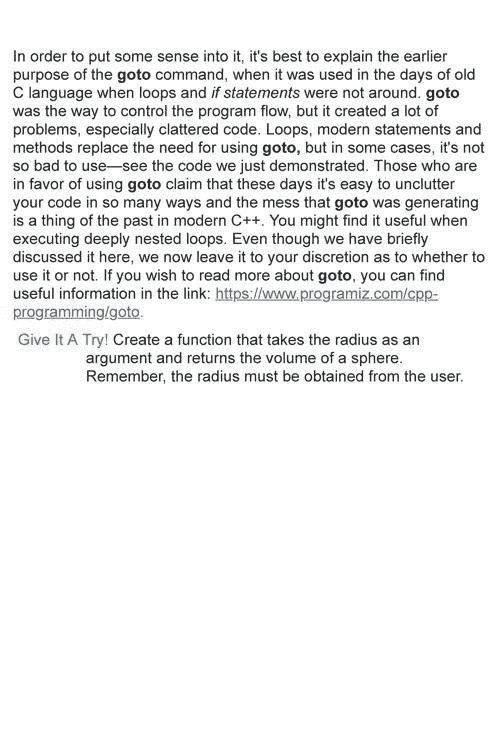 In order to put some sense into it, it's best to explain the earlier
purpose of the goto command, when it was used in the days of old
C language when loops and if statements were not around. goto
was the way to control the program flow, but it created a lot of
problems, especially clattered code. Loops, modern statements and
methods replace the need for using goto, but in some cases, it's not
so bad to use—see the code we just demonstrated. Those who are
in favor of using goto claim that these days it's easy to unclutter
your code in so many ways and the mess that goto was generating
is a thing of the past in modern C++. You might find it useful when
executing deeply nested loops. Even though we have briefly
discussed it here, we now leave it to your discretion as to whether to
use it or not. If you wish to read more about goto, you can find
useful information in the link: https://www.programiz.com/cpp-
programming/goto.
Give It A Try! Create a function that takes the radius as an
argument and returns the volume of a sphere.
Remember, the radius must be obtained from the user.